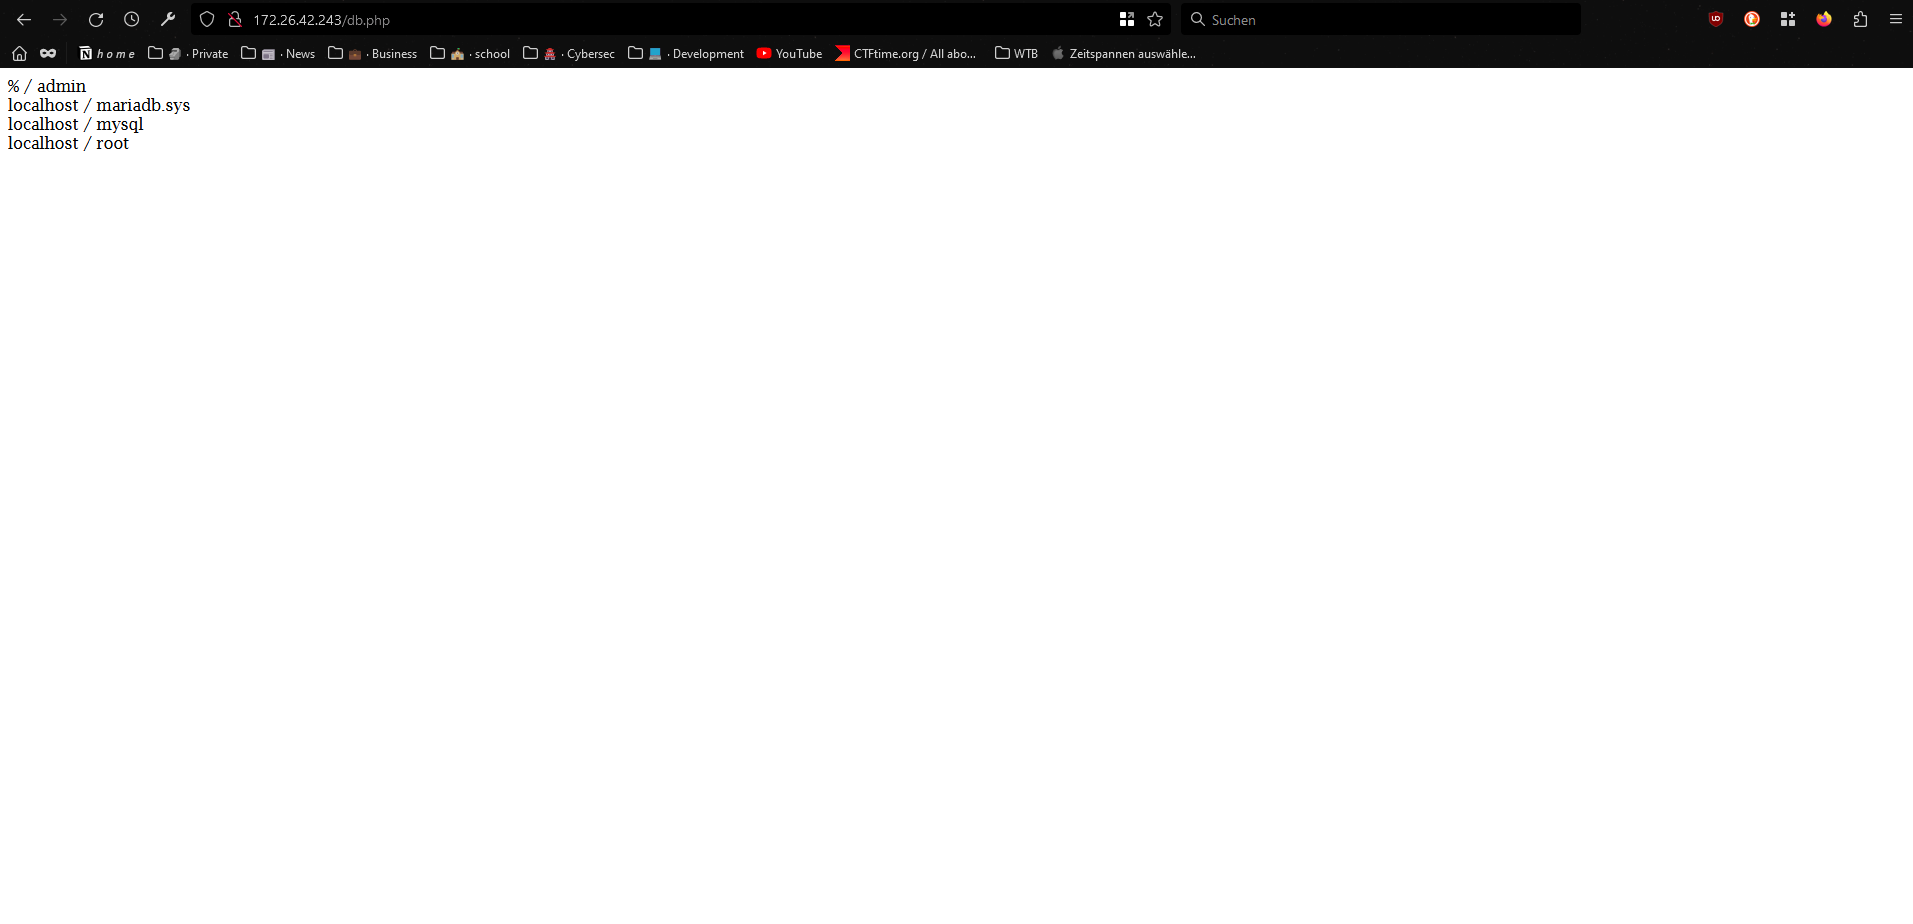 172.26.42.243/db.php
Suchen
h o m e
· Private
· News
· Business
· school
· Cybersec
· Development
YouTube
CTFtime.org / All abo...
WTB
Zeitspannen auswähle...
% / admin
localhost / mariadb.sys
localhost / mysql
localhost / root